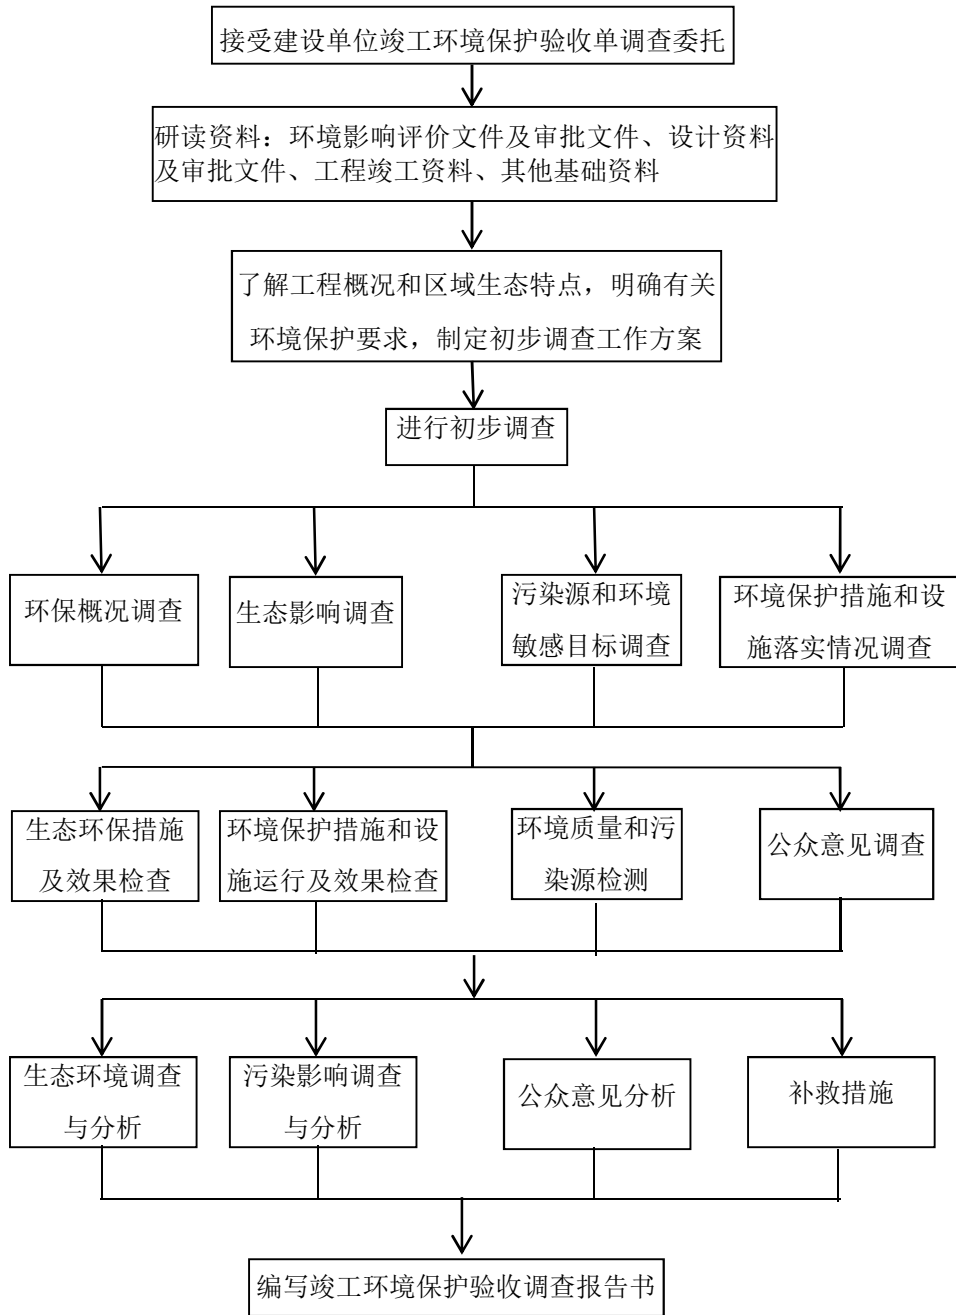 接受建设单位竣工环境保护验收单调查委托
研读资料：环境影响评价文件及审批文件、设计资料
及审批文件、工程竣工资料、其他基础资料
了解工程概况和区域生态特点，明确有关
环境保护要求，制定初步调查工作方案
进行初步调查
环保概况调查
生态影响调查
污染源和环境
敏感目标调查
环境保护措施和设
施落实情况调查
生态环保措施
及效果检查
环境保护措施和设
施运行及效果检查
环境质量和污
染源检测
公众意见调查
生态环境调查
与分析
污染影响调查
与分析
公众意见分析
补救措施
编写竣工环境保护验收调查报告书